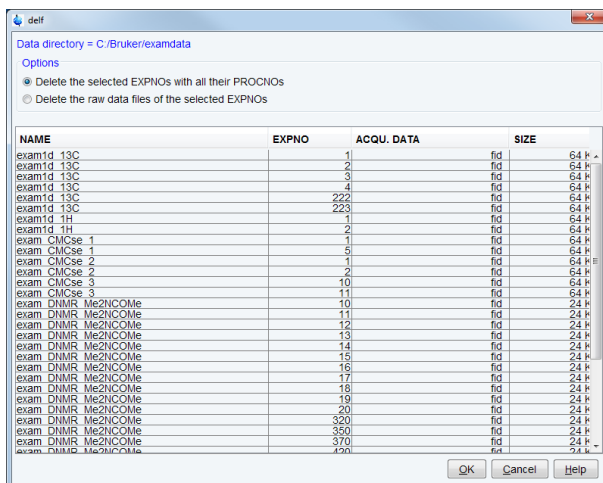 delf
Data directory = C:/Bruker/examdata
Options
Delete the selected EXPNOs with all their PROCNOs
Delete the raw data files of the selected EXPNOs
NAME EXPNO ACQU. DATA SIZE
exam1d_13C 1 fid 64 K
exam1d_13C 2 fid 64 K
exam1d_13C 3 fid 64 K
exam1d_13C 4 fid 64 K
exam1d_13C 222 fid 64 K
exam1d_13C 223 fid 64 K
exam1d_1H 1 fid 64 K
exam1d_1H 2 fid 64 K
exam_CMCse_1 1 fid 64 K
exam_CMCse_1 5 fid 64 K
exam_CMCse_2 1 fid 64 K
exam_CMCse_2 2 fid 64 K
exam_CMCse_3 10 fid 64 K
exam_CMCse_3 11 fid 64 K
exam_DNMR_Me2NCOMe 10 fid 24 K
exam_DNMR_Me2NCOMe 11 fid 24 K
exam_DNMR_Me2NCOMe 12 fid 24 K
exam_DNMR_Me2NCOMe 13 fid 24 K
exam_DNMR_Me2NCOMe 14 fid 24 K
exam_DNMR_Me2NCOMe 15 fid 24 K
exam_DNMR_Me2NCOMe 16 fid 24 K
exam_DNMR_Me2NCOMe 17 fid 24 K
exam_DNMR_Me2NCOMe 18 fid 24 K
exam_DNMR_Me2NCOMe 19 fid 24 K
exam_DNMR_Me2NCOMe 20 fid 24 K
exam_DNMR_Me2NCOMe 320 fid 24 K
exam_DNMR_Me2NCOMe 350 fid 24 K
exam_DNMR_Me2NCOMe 370 fid 24 K
exam_DNMR_Me2NCOMe 420 fid 24 K
OK Cancel Help